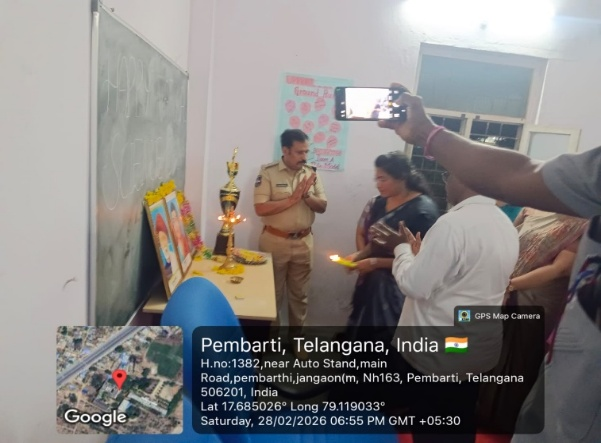 GPS Map Camera
Pembarti, Telangana, India
H.no:1382,near Auto Stand,main
Road,pembarthi,jangaon(m, Nh163, Pembarti, Telangana
506201, India
Lat 17.685026° Long 79.119033°
Saturday, 28/02/2026 06:55 PM GMT +05:30
Google